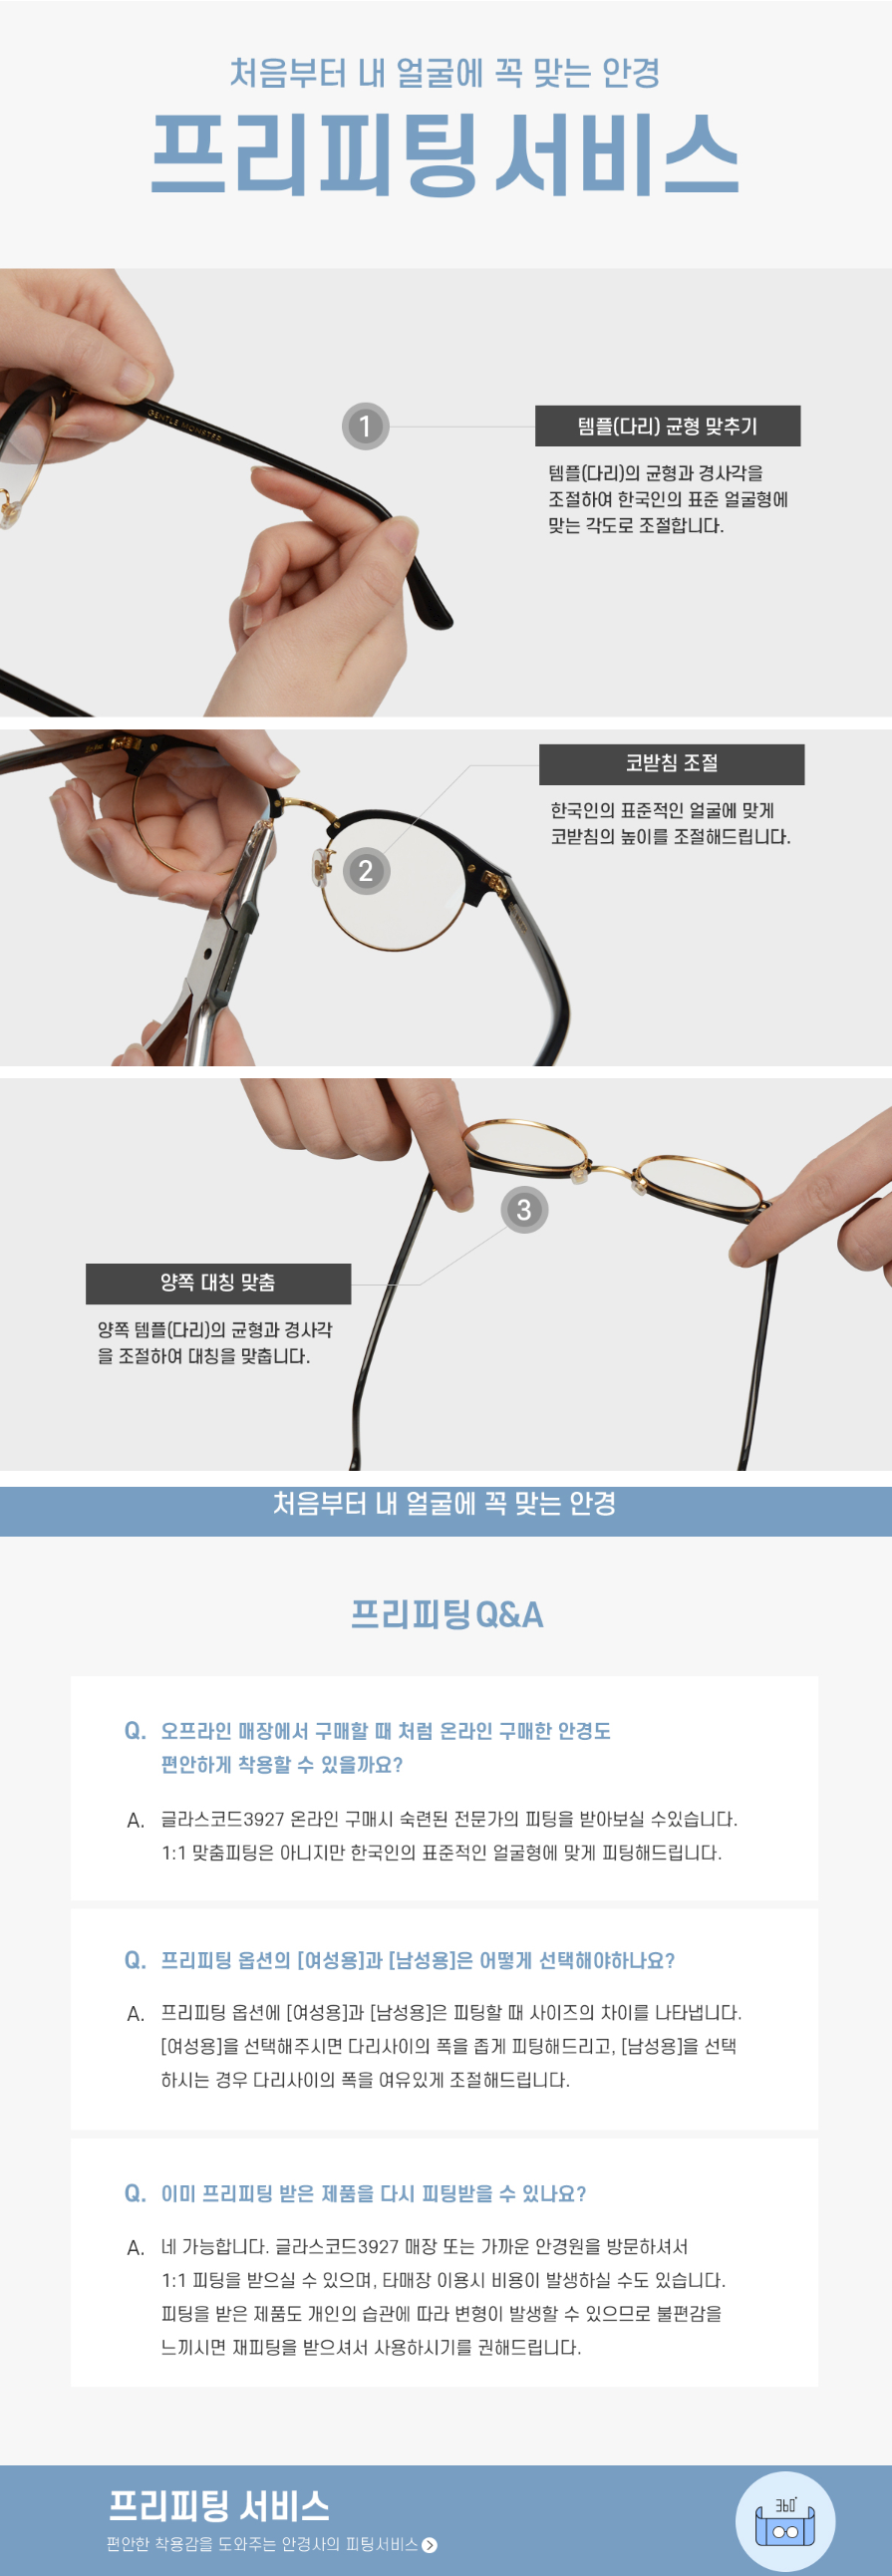 처음부터 내 얼굴에 꼭 맞는 안경
프리피팅 서비스
GENTLE MONSTER
1
템플(다리) 균형 맞추기
템플(다리)의 균형과 경사각을
조절하여 한국인의 표준 얼굴형에
맞는 각도로 조절합니다.
코받침 조절
한국인의 표준적인 얼굴에 맞게
코받침의 높이를 조절해드립니다.
2
3
양쪽 대칭 맞춤
양쪽 템플(다리)의 균형과 경사각
을 조절하여 대칭을 맞춥니다.
처음부터 내 얼굴에 꼭 맞는 안경
프리피팅 Q&A
Q. 오프라인 매장에서 구매할 때 처럼 온라인 구매한 안경도
편안하게 착용할 수 있을까요?
A. 글라스코드3927 온라인 구매시 숙련된 전문가의 피팅을 받아보실 수있습니다.
1:1 맞춤피팅은 아니지만 한국인의 표준적인 얼굴형에 맞게 피팅해드립니다.
Q. 프리피팅 옵션의 [여성용]과 [남성용]은 어떻게 선택해야하나요?
A. 프리피팅 옵션에 [여성용]과 [남성용]은 피팅할 때 사이즈의 차이를 나타냅니다.
[여성용]을 선택해주시면 다리사이의 폭을 좁게 피팅해드리고, [남성용]을 선택
하시는 경우 다리사이의 폭을 여유있게 조절해드립니다.
Q. 이미 프리피팅 받은 제품을 다시 피팅받을 수 있나요?
A. 네 가능합니다. 글라스코드3927 매장 또는 가까운 안경원을 방문하셔서
1:1 피팅을 받으실 수 있으며, 타매장 이용시 비용이 발생하실 수도 있습니다.
피팅을 받은 제품도 개인의 습관에 따라 변형이 발생할 수 있으므로 불편감을
느끼시면 재피팅을 받으셔서 사용하시기를 권해드립니다.
프리피팅 서비스
편안한 착용감을 도와주는 안경사의 피팅서비스
360°